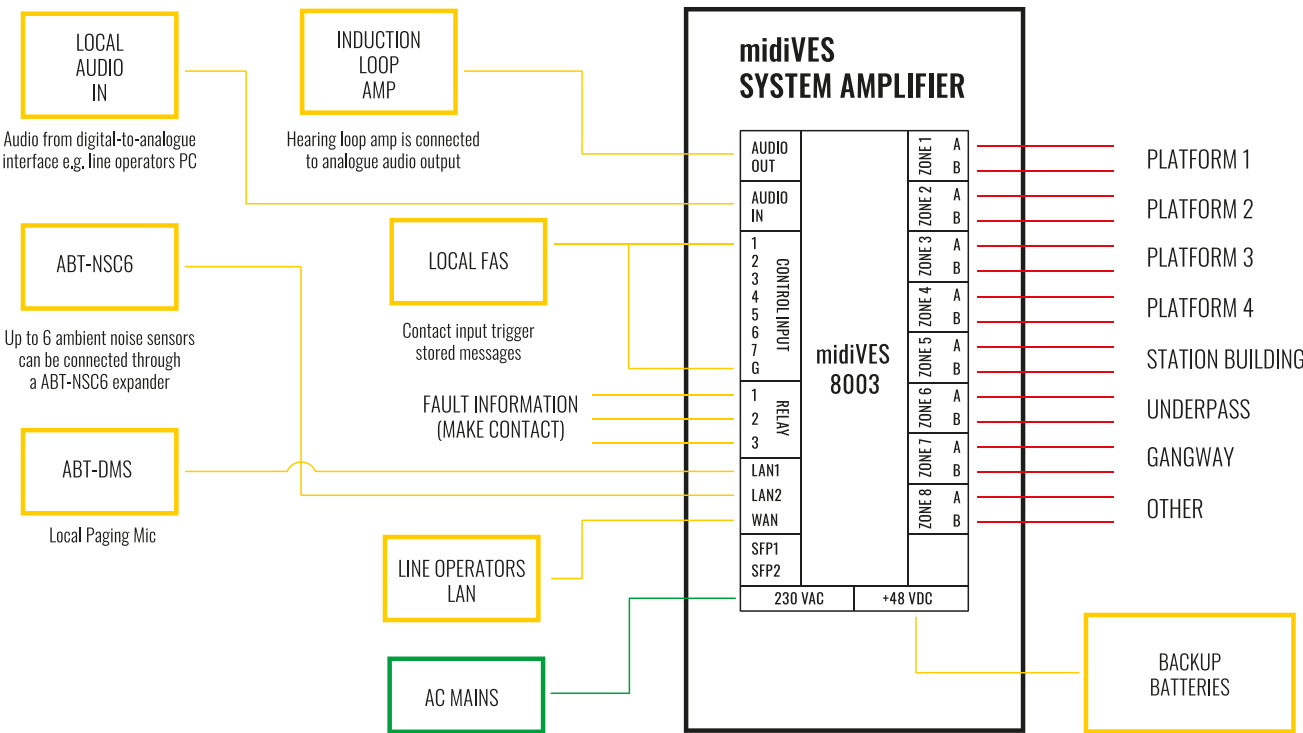 LOCAL
AUDIO
IN
Audio from digital-to-analogue
interface e.g. line operators PC
INDUCTION
LOOP
AMP
Hearing loop amp is connected
to analogue audio output
ABT-NSC6
Up to 6 ambient noise sensors
can be connected through
a ABT-NSC6 expander
LOCAL FAS
Contact input trigger
stored messages
FAULT INFORMATION
(MAKE CONTACT)
ABT-DMS
Local Paging Mic
LINE OPERATORS
LAN
AC MAINS
midiVES
SYSTEM AMPLIFIER
AUDIO
OUT
AUDIO
IN
1
2
3
4
5
6
7
G
CONTROL INPUT
1
2
3
RELAY
LAN1
LAN2
WAN
SFP1
SFP2
230 VAC
+48 VDC
midiVES
8003
ZONE 1
A
B
ZONE 2
A
B
ZONE 3
A
B
ZONE 4
A
B
ZONE 5
A
B
ZONE 6
A
B
ZONE 7
A
B
ZONE 8
A
B
PLATFORM 1
PLATFORM 2
PLATFORM 3
PLATFORM 4
STATION BUILDING
UNDERPASS
GANGWAY
OTHER
BACKUP
BATTERIES